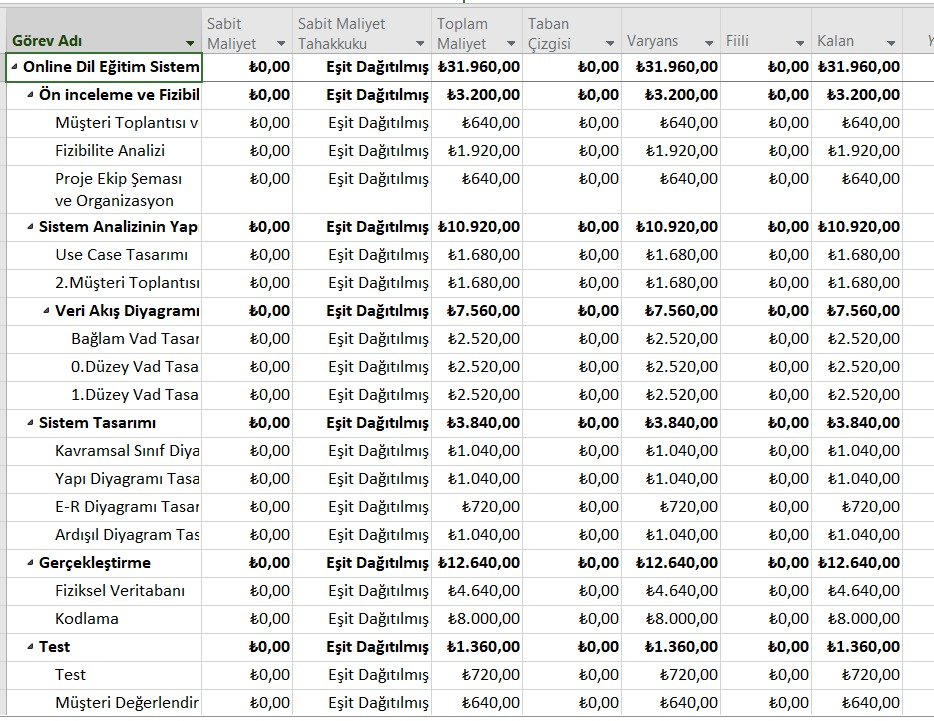 Görev Adı Sabit Maliyet Sabit Maliyet Tahakkuku Toplam Maliyet Taban Çizgisi Varyans Fiili Kalan
Online Dil Eğitim Sistem ₺0,00 Eşit Dağıtılmış ₺31.960,00 ₺0,00 ₺31.960,00 ₺0,00 ₺31.960,00
Ön inceleme ve Fizibil ₺0,00 Eşit Dağıtılmış ₺3.200,00 ₺0,00 ₺3.200,00 ₺0,00 ₺3.200,00
Müşteri Toplantısı v ₺0,00 Eşit Dağıtılmış ₺640,00 ₺0,00 ₺640,00 ₺0,00 ₺640,00
Fizibilite Analizi ₺0,00 Eşit Dağıtılmış ₺1.920,00 ₺0,00 ₺1.920,00 ₺0,00 ₺1.920,00
Proje Ekip Şeması ₺0,00 Eşit Dağıtılmış ₺640,00 ₺0,00 ₺640,00 ₺0,00 ₺640,00
ve Organizasyon
Sistem Analizinin Yap ₺0,00 Eşit Dağıtılmış ₺10.920,00 ₺0,00 ₺10.920,00 ₺0,00 ₺10.920,00
Use Case Tasarımı ₺0,00 Eşit Dağıtılmış ₺1.680,00 ₺0,00 ₺1.680,00 ₺0,00 ₺1.680,00
2.Müşteri Toplantısı ₺0,00 Eşit Dağıtılmış ₺1.680,00 ₺0,00 ₺1.680,00 ₺0,00 ₺1.680,00
Veri Akış Diyagramı ₺0,00 Eşit Dağıtılmış ₺7.560,00 ₺0,00 ₺7.560,00 ₺0,00 ₺7.560,00
Bağlam Vad Tasar ₺0,00 Eşit Dağıtılmış ₺2.520,00 ₺0,00 ₺2.520,00 ₺0,00 ₺2.520,00
0.Düzey Vad Tasa ₺0,00 Eşit Dağıtılmış ₺2.520,00 ₺0,00 ₺2.520,00 ₺0,00 ₺2.520,00
1.Düzey Vad Tasa ₺0,00 Eşit Dağıtılmış ₺2.520,00 ₺0,00 ₺2.520,00 ₺0,00 ₺2.520,00
Sistem Tasarımı ₺0,00 Eşit Dağıtılmış ₺3.840,00 ₺0,00 ₺3.840,00 ₺0,00 ₺3.840,00
Kavramsal Sınıf Diya ₺0,00 Eşit Dağıtılmış ₺1.040,00 ₺0,00 ₺1.040,00 ₺0,00 ₺1.040,00
Yapı Diyagramı Tasa ₺0,00 Eşit Dağıtılmış ₺1.040,00 ₺0,00 ₺1.040,00 ₺0,00 ₺1.040,00
E-R Diyagramı Tasar ₺0,00 Eşit Dağıtılmış ₺720,00 ₺0,00 ₺720,00 ₺0,00 ₺720,00
Ardışıl Diyagram Tas ₺0,00 Eşit Dağıtılmış ₺1.040,00 ₺0,00 ₺1.040,00 ₺0,00 ₺1.040,00
Gerçekleştirme ₺0,00 Eşit Dağıtılmış ₺12.640,00 ₺0,00 ₺12.640,00 ₺0,00 ₺12.640,00
Fiziksel Veritabanı ₺0,00 Eşit Dağıtılmış ₺4.640,00 ₺0,00 ₺4.640,00 ₺0,00 ₺4.640,00
Kodlama ₺0,00 Eşit Dağıtılmış ₺8.000,00 ₺0,00 ₺8.000,00 ₺0,00 ₺8.000,00
Test ₺0,00 Eşit Dağıtılmış ₺1.360,00 ₺0,00 ₺1.360,00 ₺0,00 ₺1.360,00
Test ₺0,00 Eşit Dağıtılmış ₺720,00 ₺0,00 ₺720,00 ₺0,00 ₺720,00
Müşteri Değerlendir ₺0,00 Eşit Dağıtılmış ₺640,00 ₺0,00 ₺640,00 ₺0,00 ₺640,00